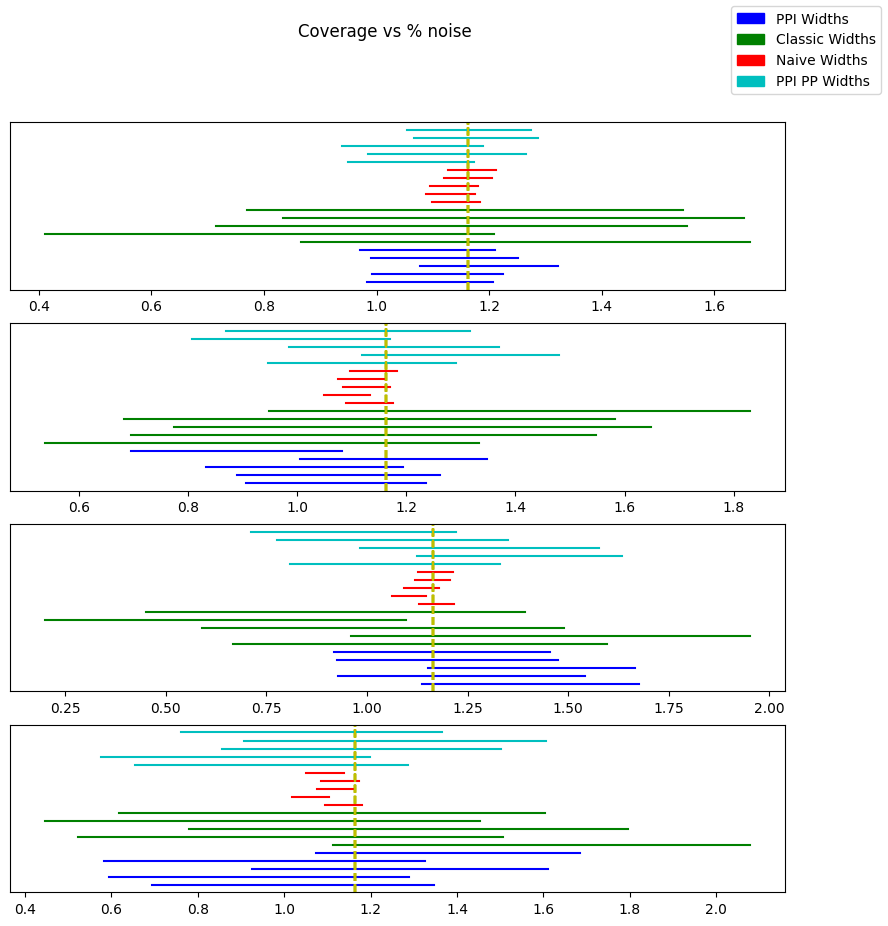 Coverage vs % noise
PPI Widths
Classic Widths
Naive Widths
PPI PP Widths
0.4 0.6 0.8 1.0 1.2 1.4 1.6
0.6 0.8 1.0 1.2 1.4 1.6 1.8
0.25 0.50 0.75 1.00 1.25 1.50 1.75 2.00
0.4 0.6 0.8 1.0 1.2 1.4 1.6 1.8 2.0